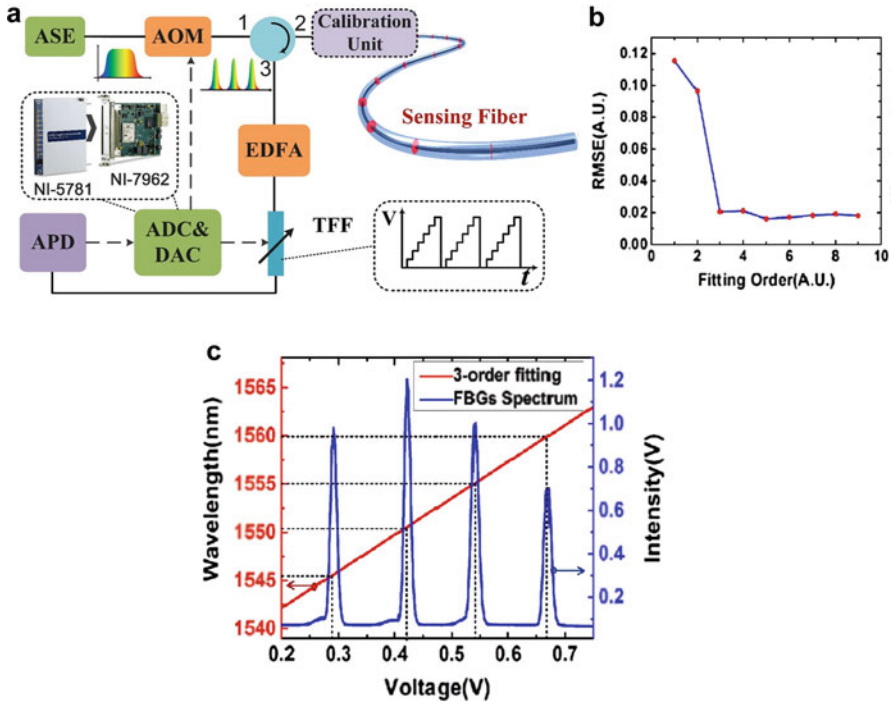 a
ASE
AOM
1
2
3
Calibration
Unit
Sensing Fiber
EDFA
NI-5781
NI-7962
APD
ADC&
DAC
TFF
V
t
b
RMSE(A.U.)
0.12
0.10
0.08
0.06
0.04
0.02
0.00
0 2 4 6 8 10
Fitting Order(A.U.)
c
3-order fitting
FBGs Spectrum
Wavelength(nm)
1565
1560
1555
1550
1545
1540
Intensity(V)
1.2
1.0
0.8
0.6
0.4
0.2
0.2 0.3 0.4 0.5 0.6 0.7
Voltage(V)